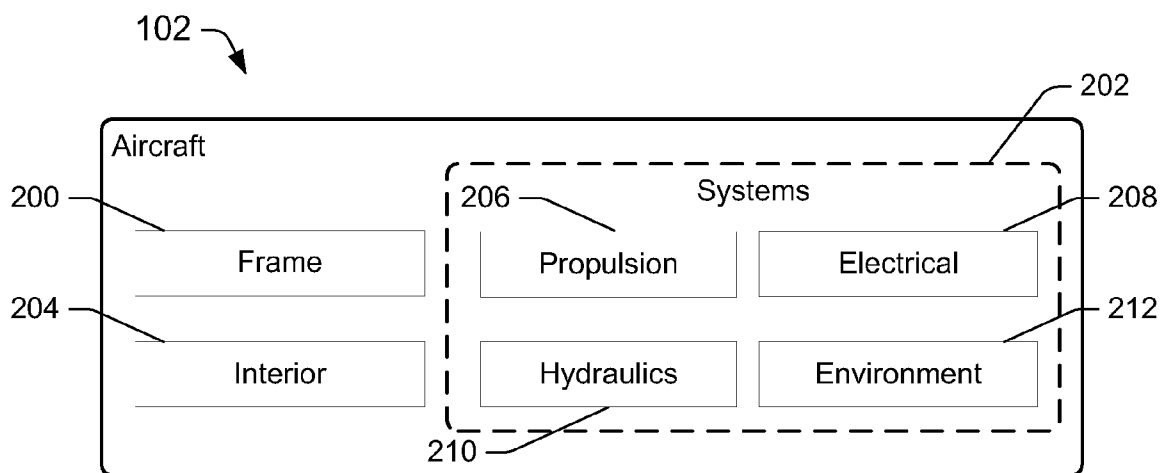 102
202
Aircraft
200
206
Systems
208
Frame
Propulsion
Electrical
204
212
Interior
Hydraulics
Environment
210